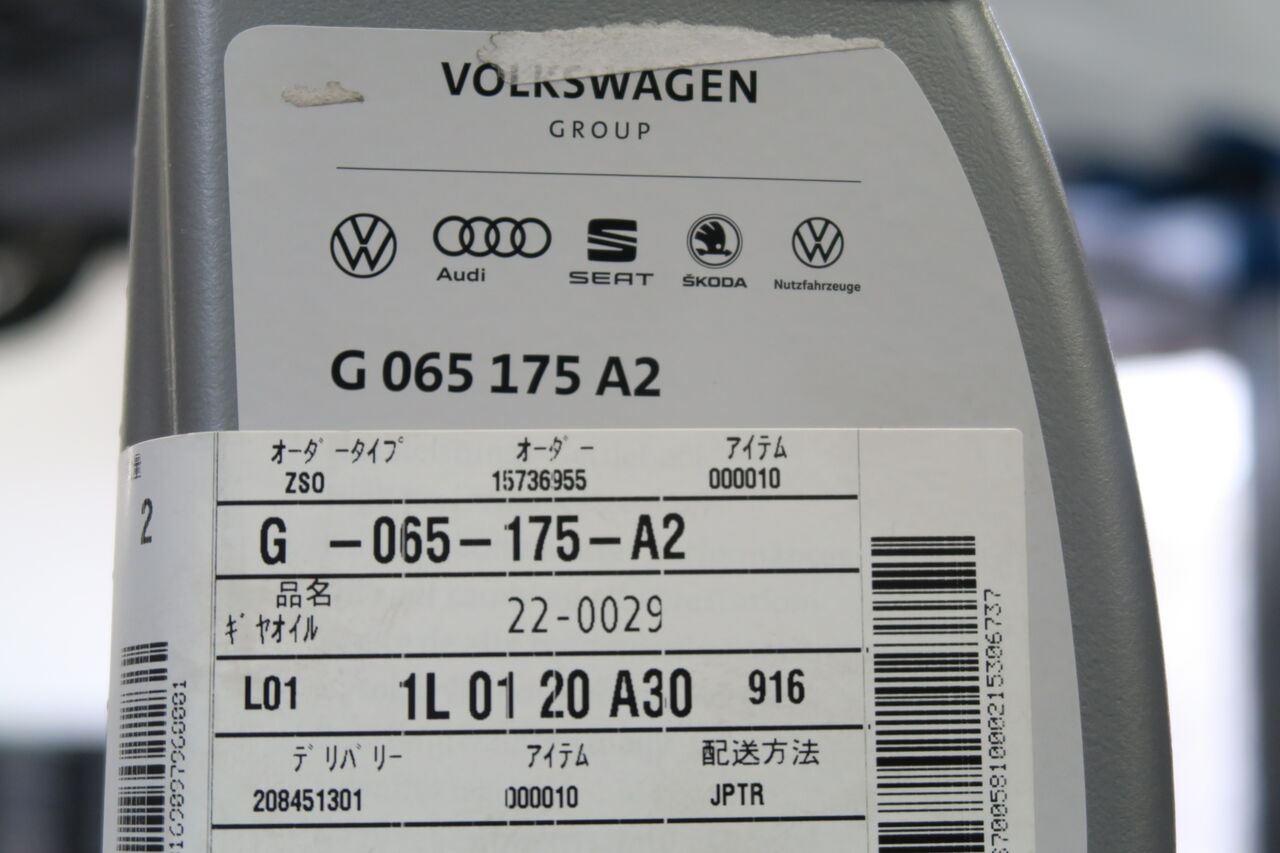 VOLKSWAGEN
GROUP
Audi SEAT ŠKODA Nutzfahrzeuge
G 065 175 A2
オーダータイプ オーダー アイテム
ZSO 15736955 000010
2
G -065-175-A2
品名
ギヤオイル 22-0029
L01 1L 01 20 A30 916
デリバリー アイテム 配送方法
208451301 000010 JPTR